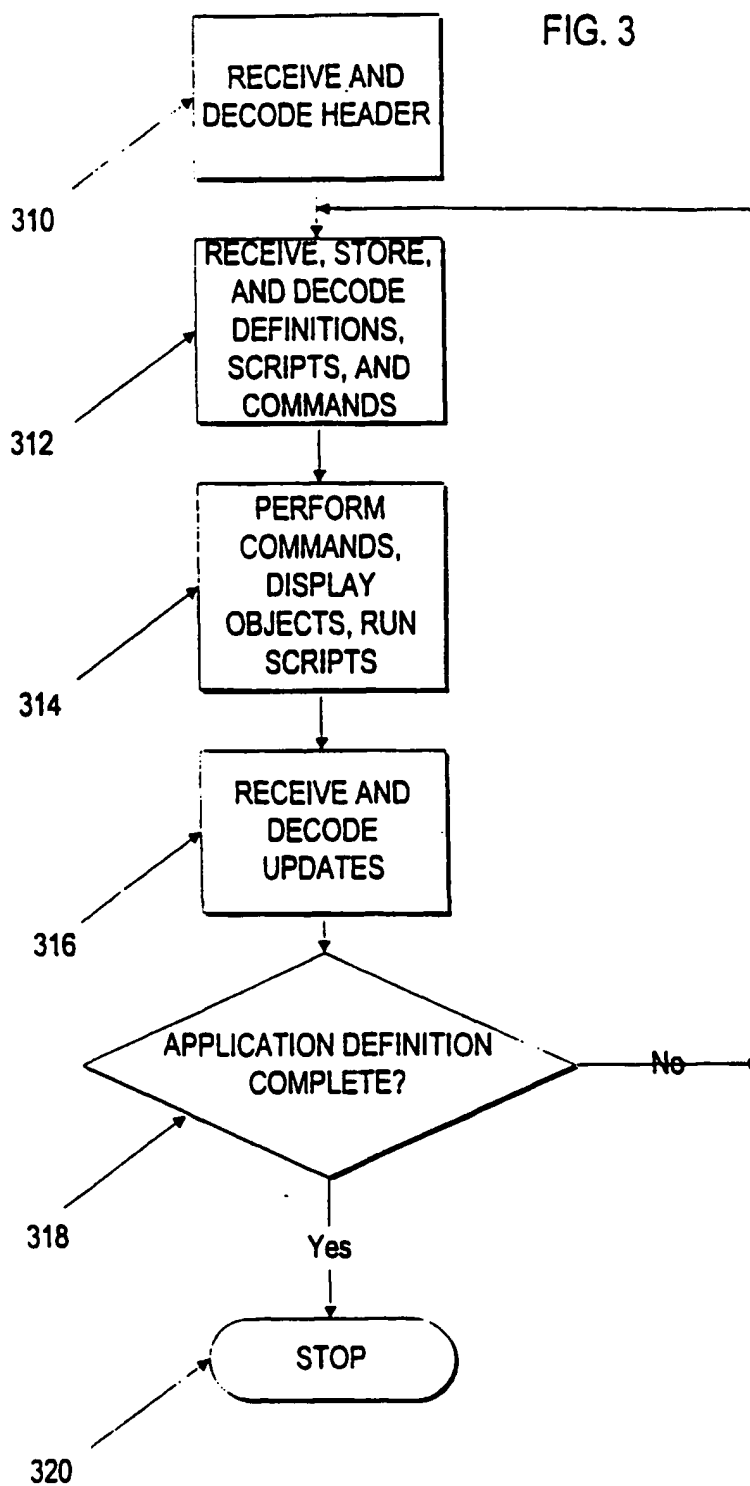 FIG. 3
RECEIVE AND
DECODE HEADER
310
RECEIVE, STORE,
AND DECODE
DEFINITIONS,
SCRIPTS, AND
COMMANDS
312
PERFORM
COMMANDS,
DISPLAY
OBJECTS, RUN
SCRIPTS
314
RECEIVE AND
DECODE
UPDATES
316
APPLICATION DEFINITION
COMPLETE?
No
318
Yes
STOP
320